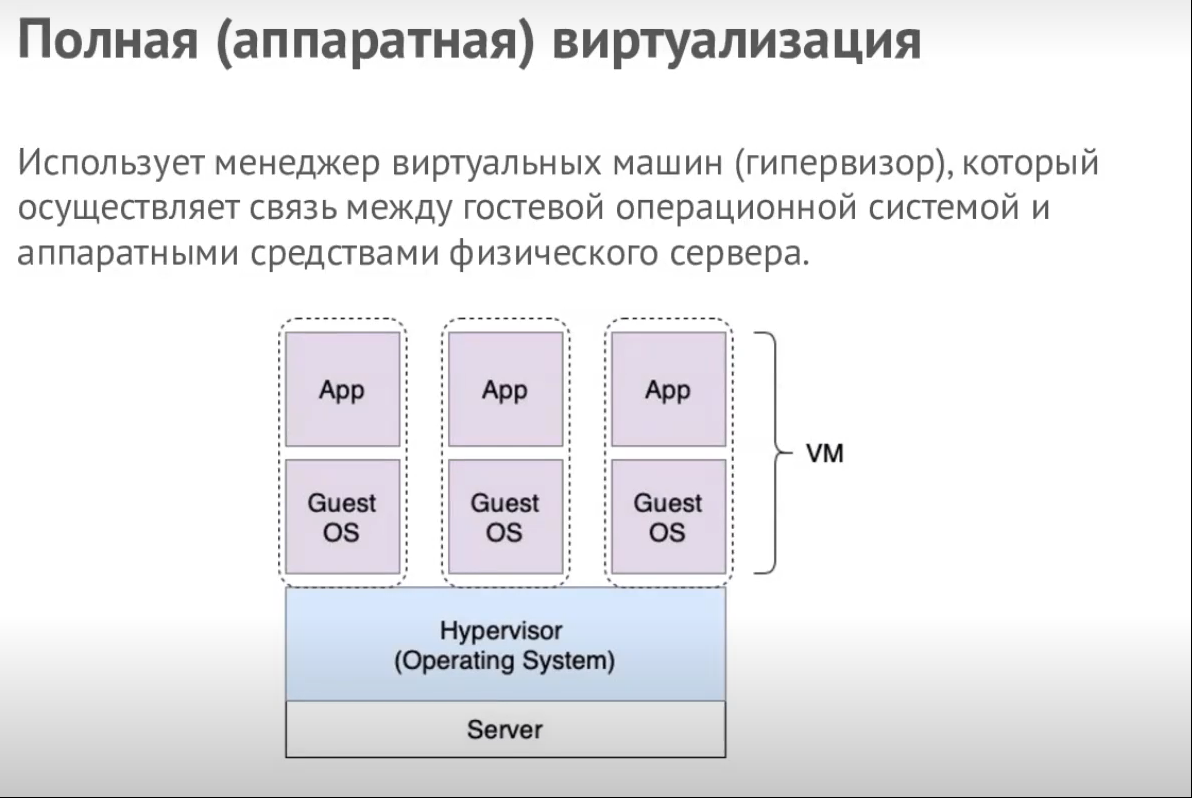 Полная (аппаратная) виртуализация
Использует менеджер виртуальных машин (гипервизор), который
осуществляет связь между гостевой операционной системой и
аппаратными средствами физического сервера.
App
App
App
VM
Guest
OS
Guest
OS
Guest
OS
Hypervisor
(Operating System)
Server